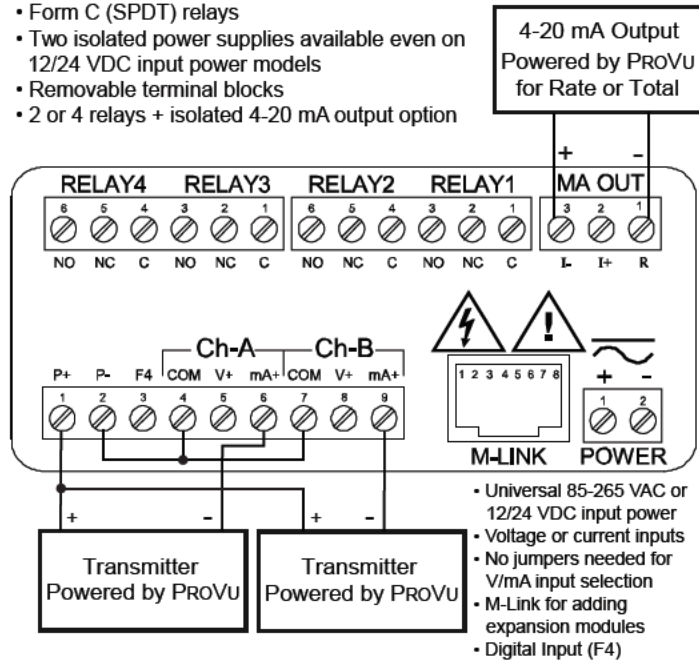 • Form C (SPDT) relays
• Two isolated power supplies available even on
12/24 VDC input power models
• Removable terminal blocks
• 2 or 4 relays + isolated 4-20 mA output option
4-20 mA Output
Powered by PROVU
for Rate or Total
+ -
RELAY4 RELAY3 RELAY2 RELAY1 MA OUT
6 5 4 3 2 1 6 5 4 3 2 1 3 2 1
NO NC C NO NC C NO NC C NO NC C I- I+ R
Ch-A Ch-B
P+ P- F4 COM V+ mA+ COM V+ mA+
1 2 3 4 5 6 7 8 9
1 2 3 4 5 6 7 8
+ -
1 2
M-LINK POWER
+ - + -
Transmitter
Powered by PROVU
Transmitter
Powered by PROVU
• Universal 85-265 VAC or
12/24 VDC input power
• Voltage or current inputs
• No jumpers needed for
V/mA input selection
• M-Link for adding
expansion modules
• Digital Input (F4)